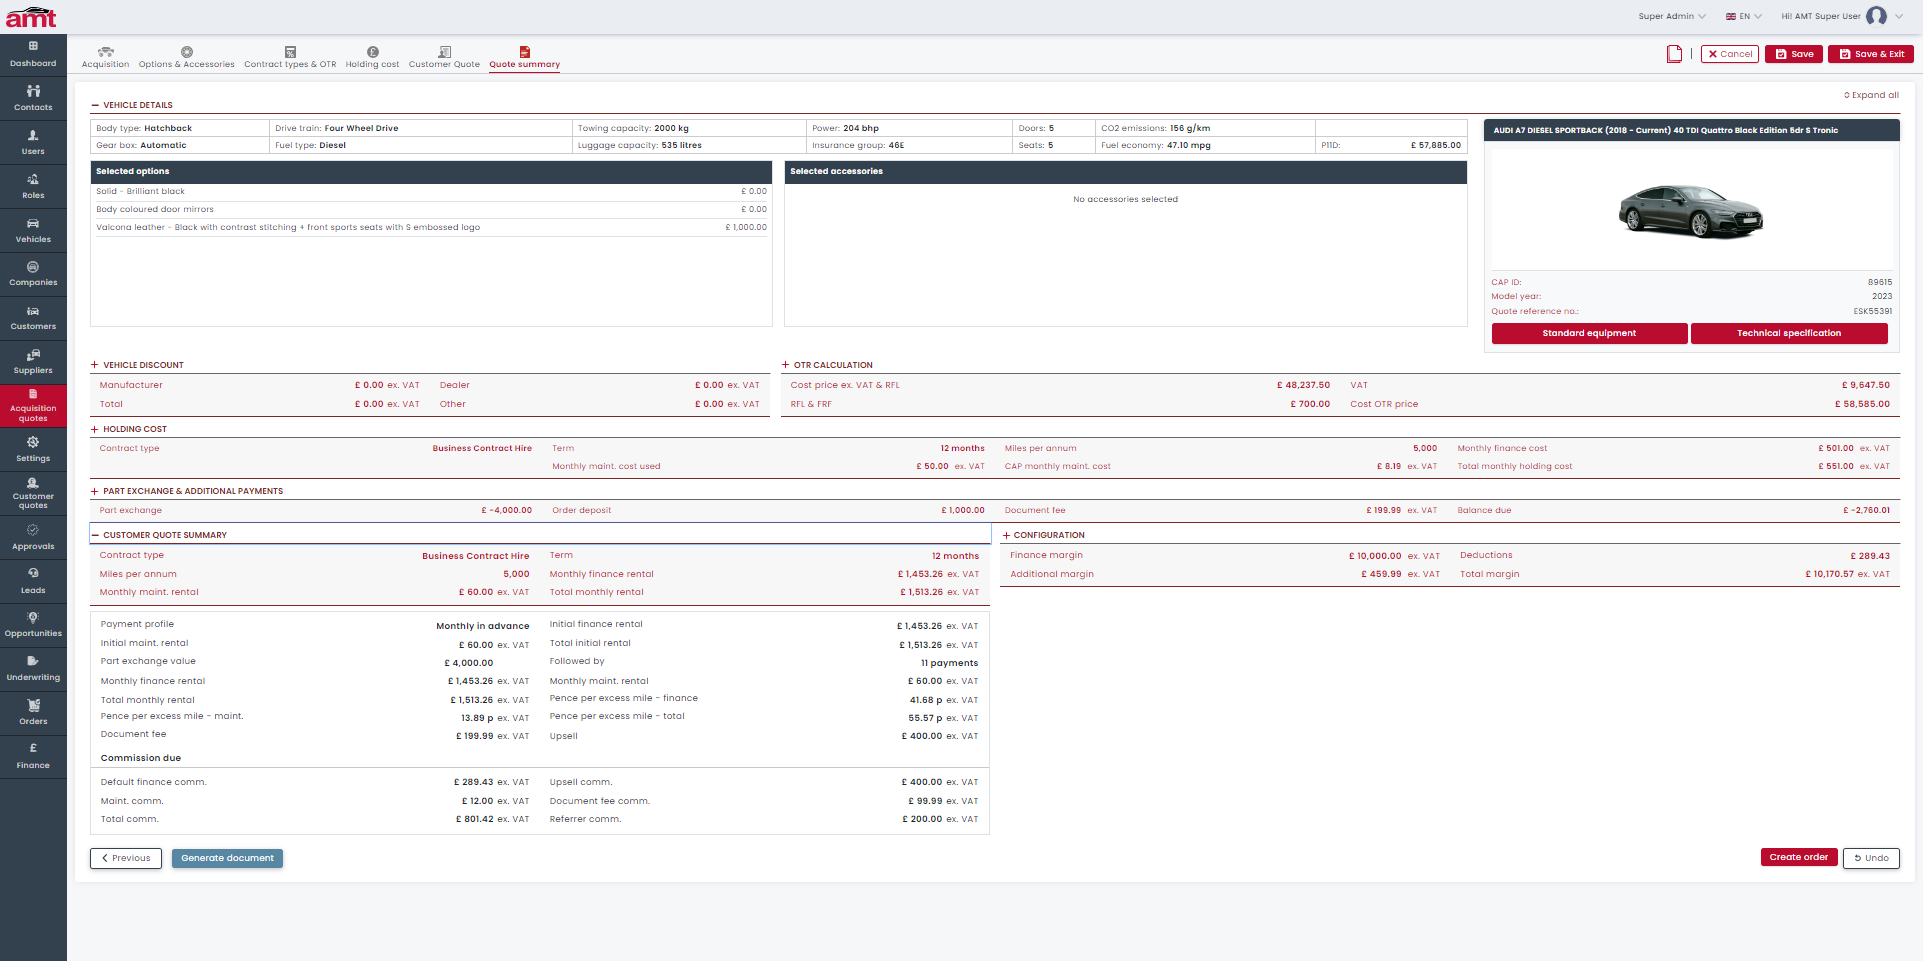 amt
Super Admin
EN
Hi! AMT Super User
Dashboard
Contacts
Users
Roles
Vehicles
Companies
Customers
Suppliers
Acquisition
quotes
Settings
Customer
quotes
Approvals
Leads
Opportunities
Underwriting
Orders
Finance
Acquisition
Options & Accessories
Contract types & OTR
Holding cost
Customer Quote
Quote summary
Cancel
Save
Save & Exit
Expand all
VEHICLE DETAILS
Body type: Hatchback Drive train: Four Wheel Drive Towing capacity: 2000 kg Power: 204 bhp Doors: 5 CO2 emissions: 156 g/km
Gear box: Automatic Fuel type: Diesel Luggage capacity: 535 litres Insurance group: 46E Seats: 5 Fuel economy: 47.10 mpg P11D: £ 57,885.00
Selected options
Solid - Brilliant black £ 0.00
Body coloured door mirrors £ 0.00
Valcona leather - Black with contrast stitching + front sports seats with S embossed logo £ 1,000.00
Selected accessories
No accessories selected
AUDI A7 DIESEL SPORTBACK (2018 - Current) 40 TDI Quattro Black Edition 5dr S Tronic
CAP ID: 89615
Model year: 2023
Quote reference no.: ESK55391
Standard equipment
Technical specification
VEHICLE DISCOUNT
Manufacturer £ 0.00 ex. VAT Dealer £ 0.00 ex. VAT
Total £ 0.00 ex. VAT Other £ 0.00 ex. VAT
OTR CALCULATION
Cost price ex. VAT & RFL £ 48,237.50 VAT £ 9,647.50
RFL & FRF £ 700.00 Cost OTR price £ 58,585.00
HOLDING COST
Contract type Business Contract Hire Term 12 months Miles per annum 5,000 Monthly finance cost £ 501.00 ex. VAT
Monthly maint. cost used £ 50.00 ex. VAT CAP monthly maint. cost £ 8.19 ex. VAT Total monthly holding cost £ 551.00 ex. VAT
PART EXCHANGE & ADDITIONAL PAYMENTS
Part exchange £ -4,000.00 Order deposit £ 1,000.00 Document fee £ 199.99 ex. VAT Balance due £ -2,760.01
CUSTOMER QUOTE SUMMARY
Contract type Business Contract Hire Term 12 months
Miles per annum 5,000 Monthly finance rental £ 1,453.26 ex. VAT
Monthly maint. rental £ 60.00 ex. VAT Total monthly rental £ 1,513.26 ex. VAT
CONFIGURATION
Finance margin £ 10,000.00 ex. VAT Deductions £ 289.43
Additional margin £ 459.99 ex. VAT Total margin £ 10,170.57 ex. VAT
Payment profile Monthly in advance Initial finance rental £ 1,453.26 ex. VAT
Initial maint. rental £ 60.00 ex. VAT Total initial rental £ 1,513.26 ex. VAT
Part exchange value £ 4,000.00 Followed by 11 payments
Monthly finance rental £ 1,453.26 ex. VAT Monthly maint. rental £ 60.00 ex. VAT
Total monthly rental £ 1,513.26 ex. VAT Pence per excess mile - finance 41.68 p ex. VAT
Pence per excess mile - maint. 13.89 p ex. VAT Pence per excess mile - total 55.57 p ex. VAT
Document fee £ 199.99 ex. VAT Upsell £ 400.00 ex. VAT
Commission due
Default finance comm. £ 289.43 ex. VAT Upsell comm. £ 400.00 ex. VAT
Maint. comm. £ 12.00 ex. VAT Document fee comm. £ 99.99 ex. VAT
Total comm. £ 801.42 ex. VAT Referrer comm. £ 200.00 ex. VAT
Previous
Generate document
Create order
Undo